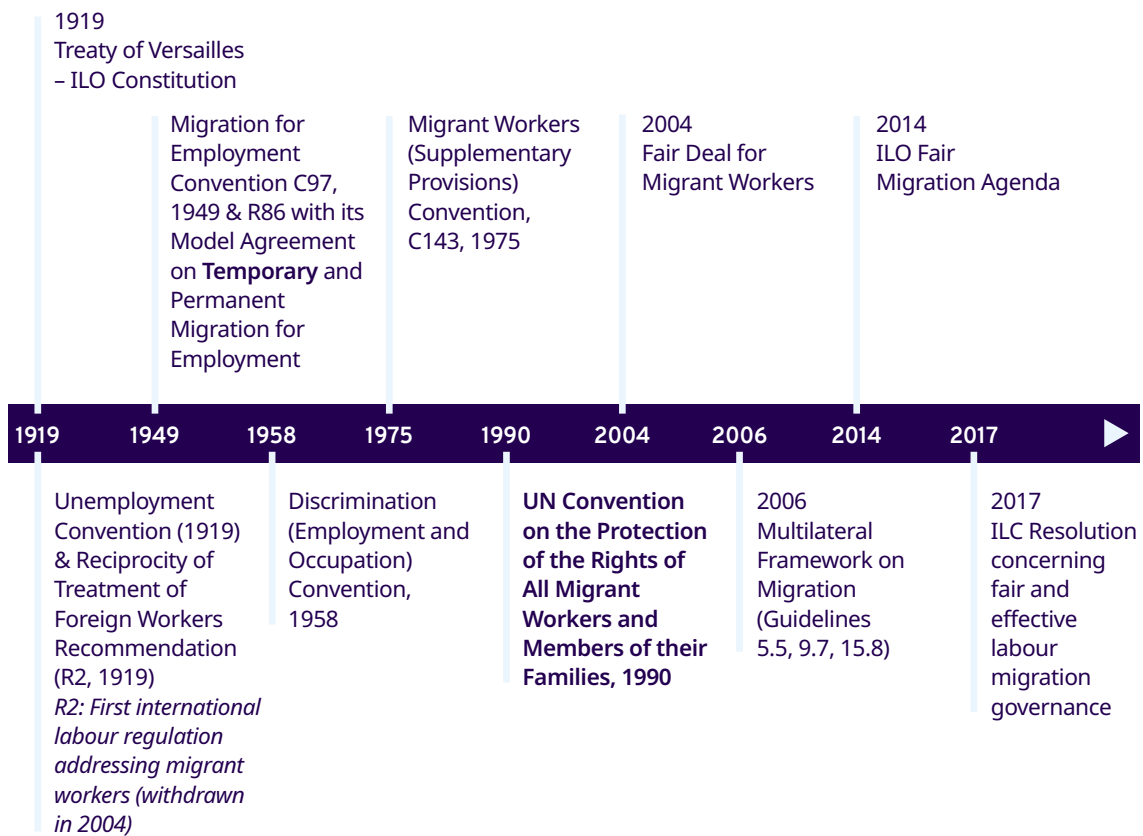 1919
Treaty of Versailles
– ILO Constitution
Migration for
Employment
Convention C97,
1949 & R86 with its
Model Agreement
on Temporary and
Permanent
Migration for
Employment
Migrant Workers
(Supplementary
Provisions)
Convention,
C143, 1975
2004
Fair Deal for
Migrant Workers
2014
ILO Fair
Migration Agenda
1919 1949 1958 1975 1990 2004 2006 2014 2017
Unemployment
Convention (1919)
& Reciprocity of
Treatment of
Foreign Workers
Recommendation
(R2, 1919)
R2: First international
labour regulation
addressing migrant
workers (withdrawn
in 2004)
Discrimination
(Employment and
Occupation)
Convention,
1958
UN Convention
on the Protection
of the Rights of
All Migrant
Workers and
Members of their
Families, 1990
2006
Multilateral
Framework on
Migration
(Guidelines
5.5, 9.7, 15.8)
2017
ILC Resolution
concerning
fair and
effective
labour
migration
governance